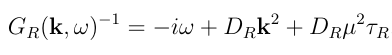 $G_R(\mathbf{k}, \omega)^{-1} = -i\omega + D_R \mathbf{k}^2 + D_R \mu^2 \tau_R$